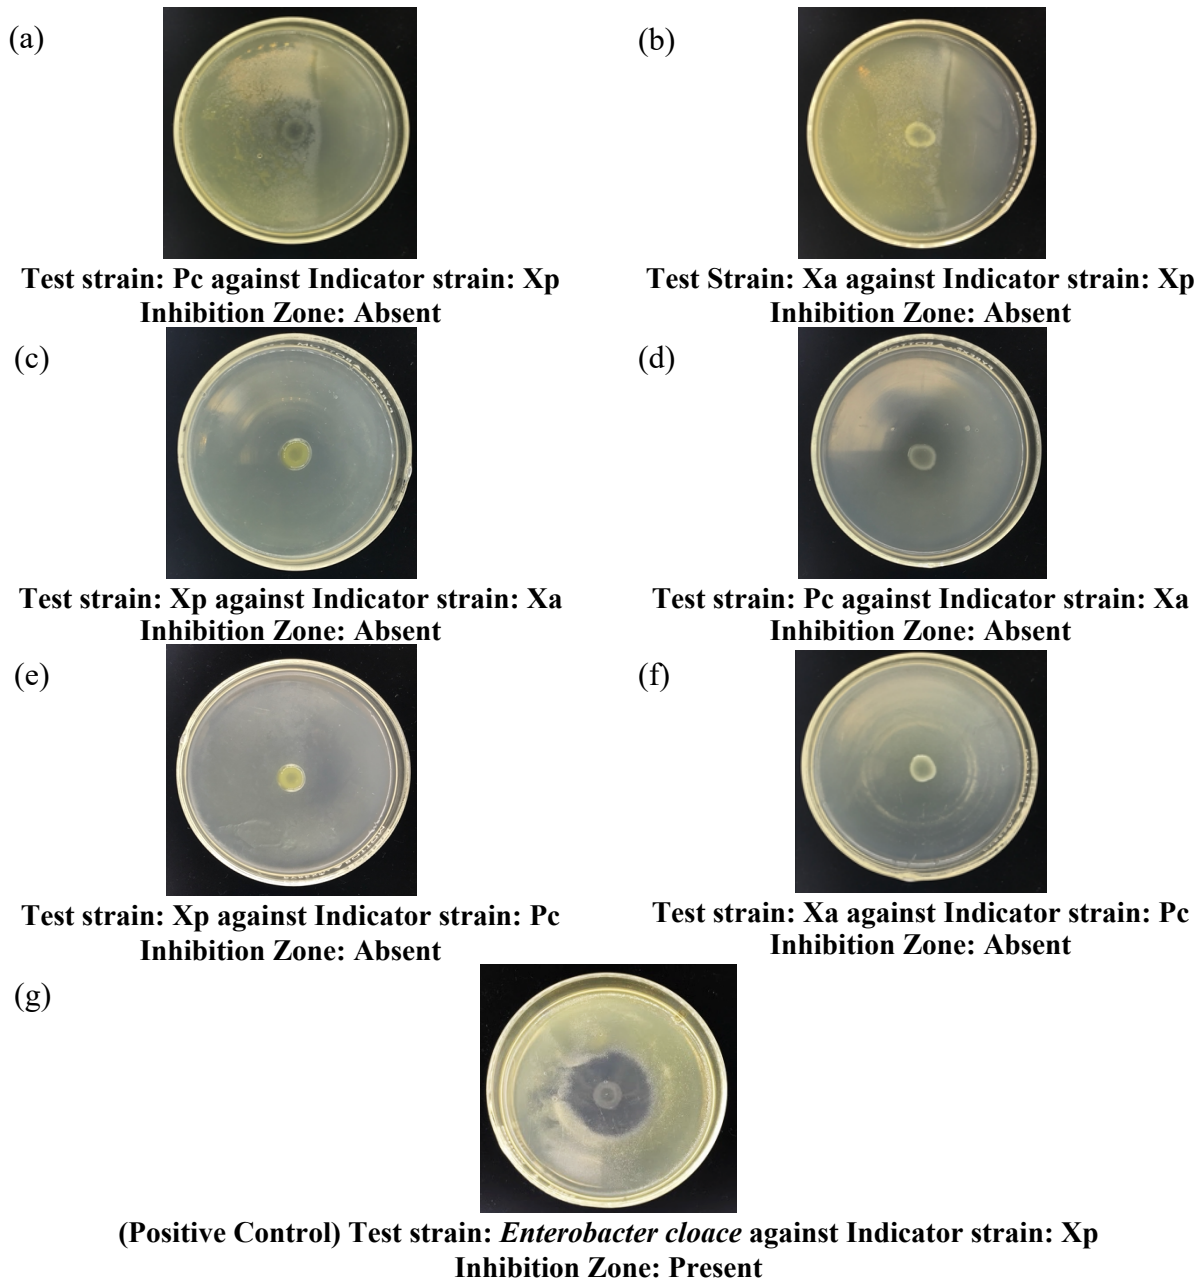 (a)
(b)
Test strain: Pc against Indicator strain: Xp
Inhibition Zone: Absent
Test Strain: Xa against Indicator strain: Xp
Inhibition Zone: Absent
(c)
(d)
Test strain: Xp against Indicator strain: Xa
Inhibition Zone: Absent
Test strain: Pc against Indicator strain: Xa
Inhibition Zone: Absent
(e)
(f)
Test strain: Xp against Indicator strain: Pc
Inhibition Zone: Absent
Test strain: Xa against Indicator strain: Pc
Inhibition Zone: Absent
(g)
(Positive Control) Test strain: Enterobacter cloace against Indicator strain: Xp
Inhibition Zone: Present